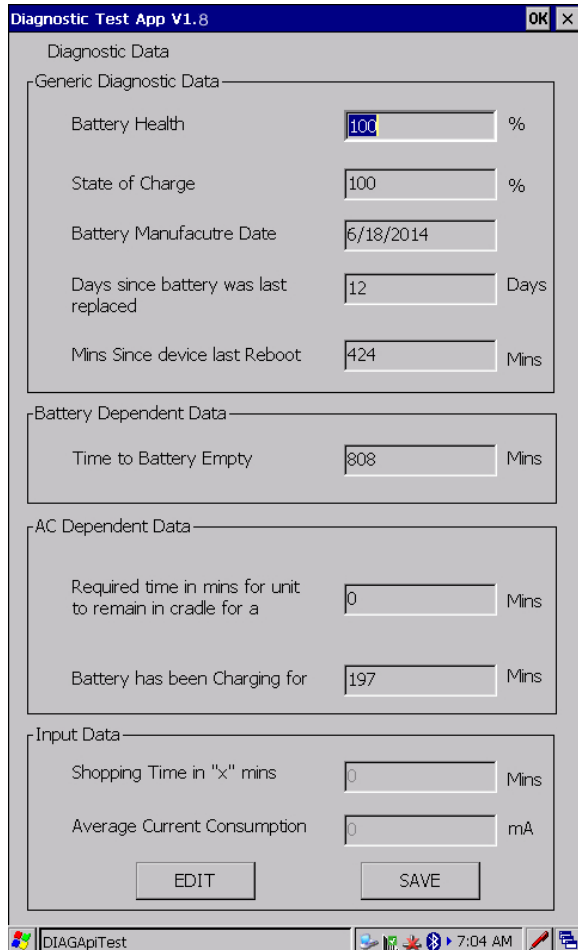 Diagnostic Test App V1.8 OK ×
Diagnostic Data
Generic Diagnostic Data
Battery Health 100 %
State of Charge 100 %
Battery Manufacutre Date 6/18/2014
Days since battery was last 12 Days
replaced
Mins Since device last Reboot 424 Mins
Battery Dependent Data
Time to Battery Empty 808 Mins
AC Dependent Data
Required time in mins for unit
to remain in cradle for a 0 Mins
Battery has been Charging for 197 Mins
Input Data
Shopping Time in "x" mins 0 Mins
Average Current Consumption 0 mA
EDIT SAVE
DIAGApiTest 7:04 AM